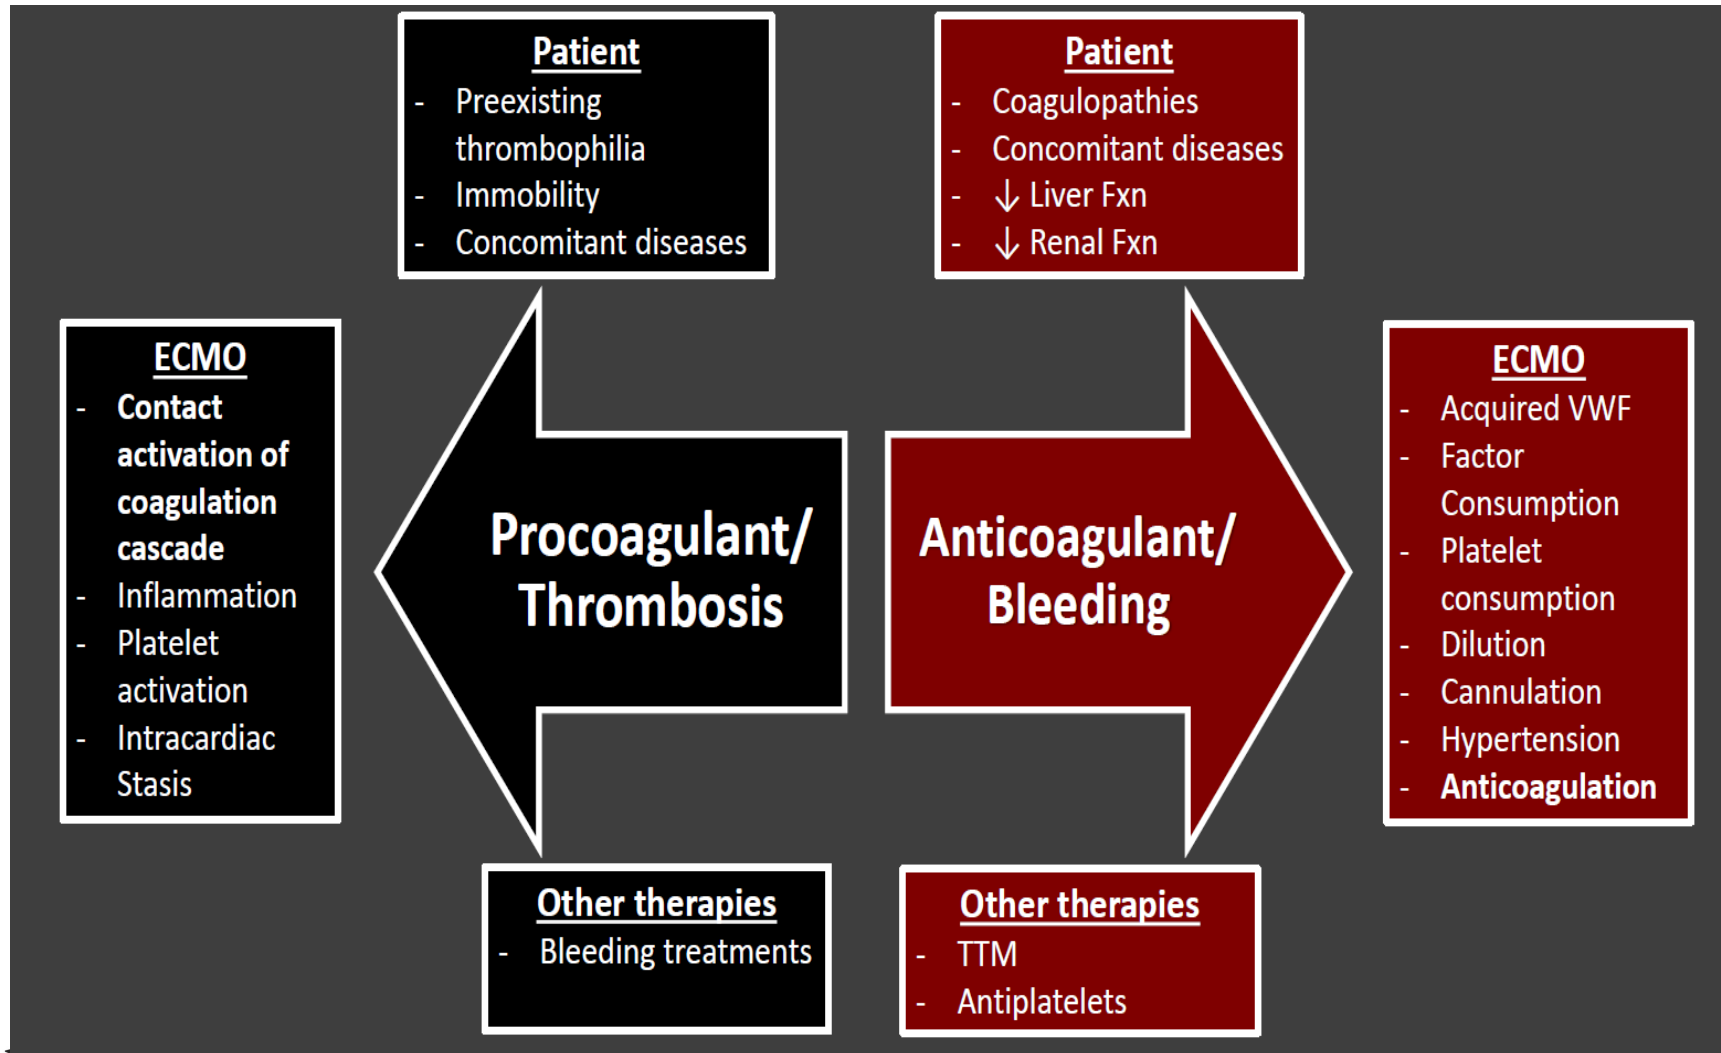 Patient
- Preexisting
thrombophilia
- Immobility
- Concomitant diseases
Patient
- Coagulopathies
- Concomitant diseases
- ↓ Liver Fxn
- ↓ Renal Fxn
ECMO
- Contact
activation of
coagulation
cascade
- Inflammation
- Platelet
activation
- Intracardiac
Stasis
Procoagulant/
Thrombosis
Anticoagulant/
Bleeding
ECMO
- Acquired VWF
- Factor
Consumption
- Platelet
consumption
- Dilution
- Cannulation
- Hypertension
- Anticoagulation
Other therapies
- Bleeding treatments
Other therapies
- TTM
- Antiplatelets